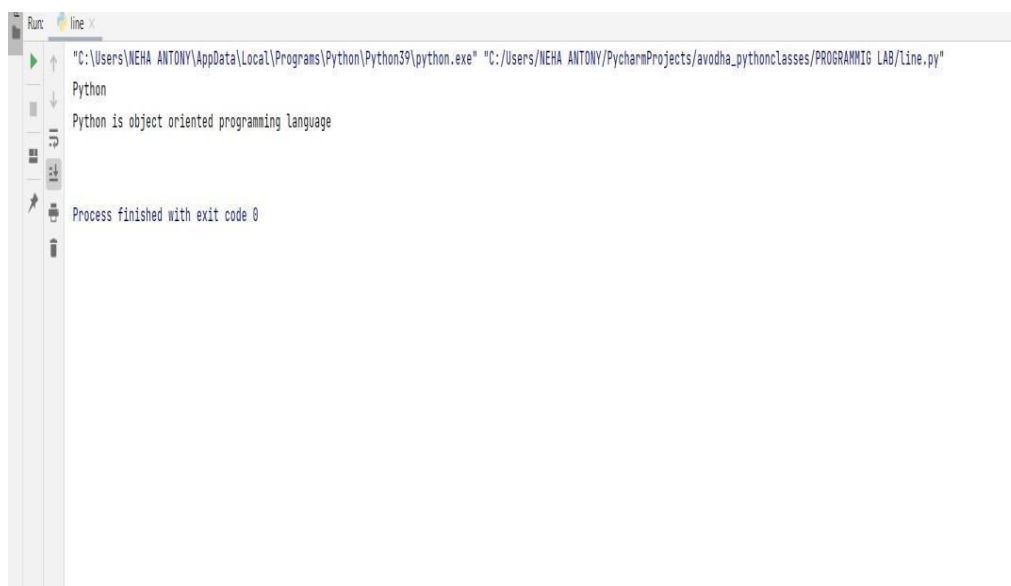 Run: line ×
"C:\Users\NEHA ANTONY\AppData\Local\Programs\Python\Python39\python.exe" "C:/Users/NEHA ANTONY/PycharmProjects/avodha_pythonclasses/PROGRAMMIG LAB/line.py"
Python
Python is object oriented programming language
Process finished with exit code 0